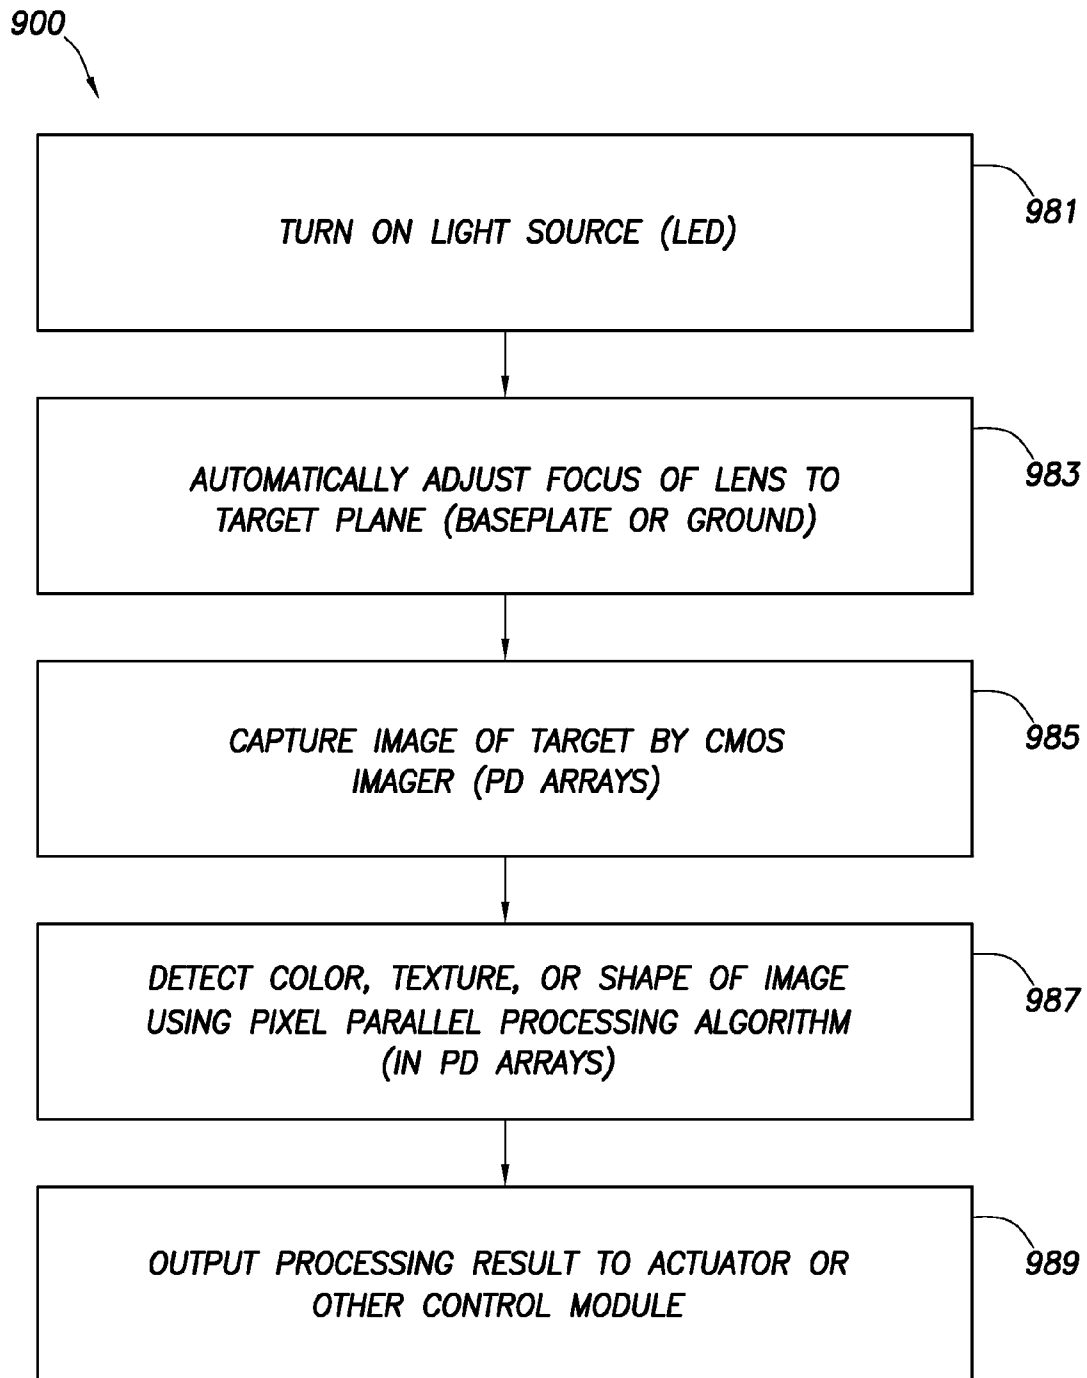 900
TURN ON LIGHT SOURCE (LED)
981
AUTOMATICALLY ADJUST FOCUS OF LENS TO
TARGET PLANE (BASEPLATE OR GROUND)
983
CAPTURE IMAGE OF TARGET BY CMOS
IMAGER (PD ARRAYS)
985
DETECT COLOR, TEXTURE, OR SHAPE OF IMAGE
USING PIXEL PARALLEL PROCESSING ALGORITHM
(IN PD ARRAYS)
987
OUTPUT PROCESSING RESULT TO ACTUATOR OR
OTHER CONTROL MODULE
989